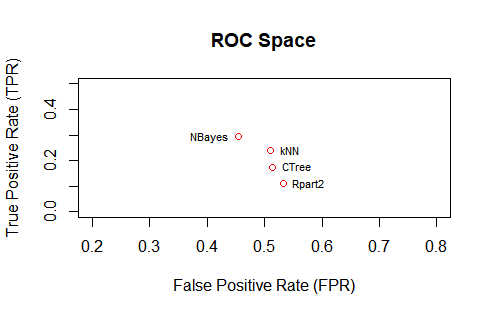 ROC Space
True Positive Rate (TPR)
0.4
0.2
0.0
NBayes
kNN
CTree
Rpart2
0.2 0.3 0.4 0.5 0.6 0.7 0.8
False Positive Rate (FPR)